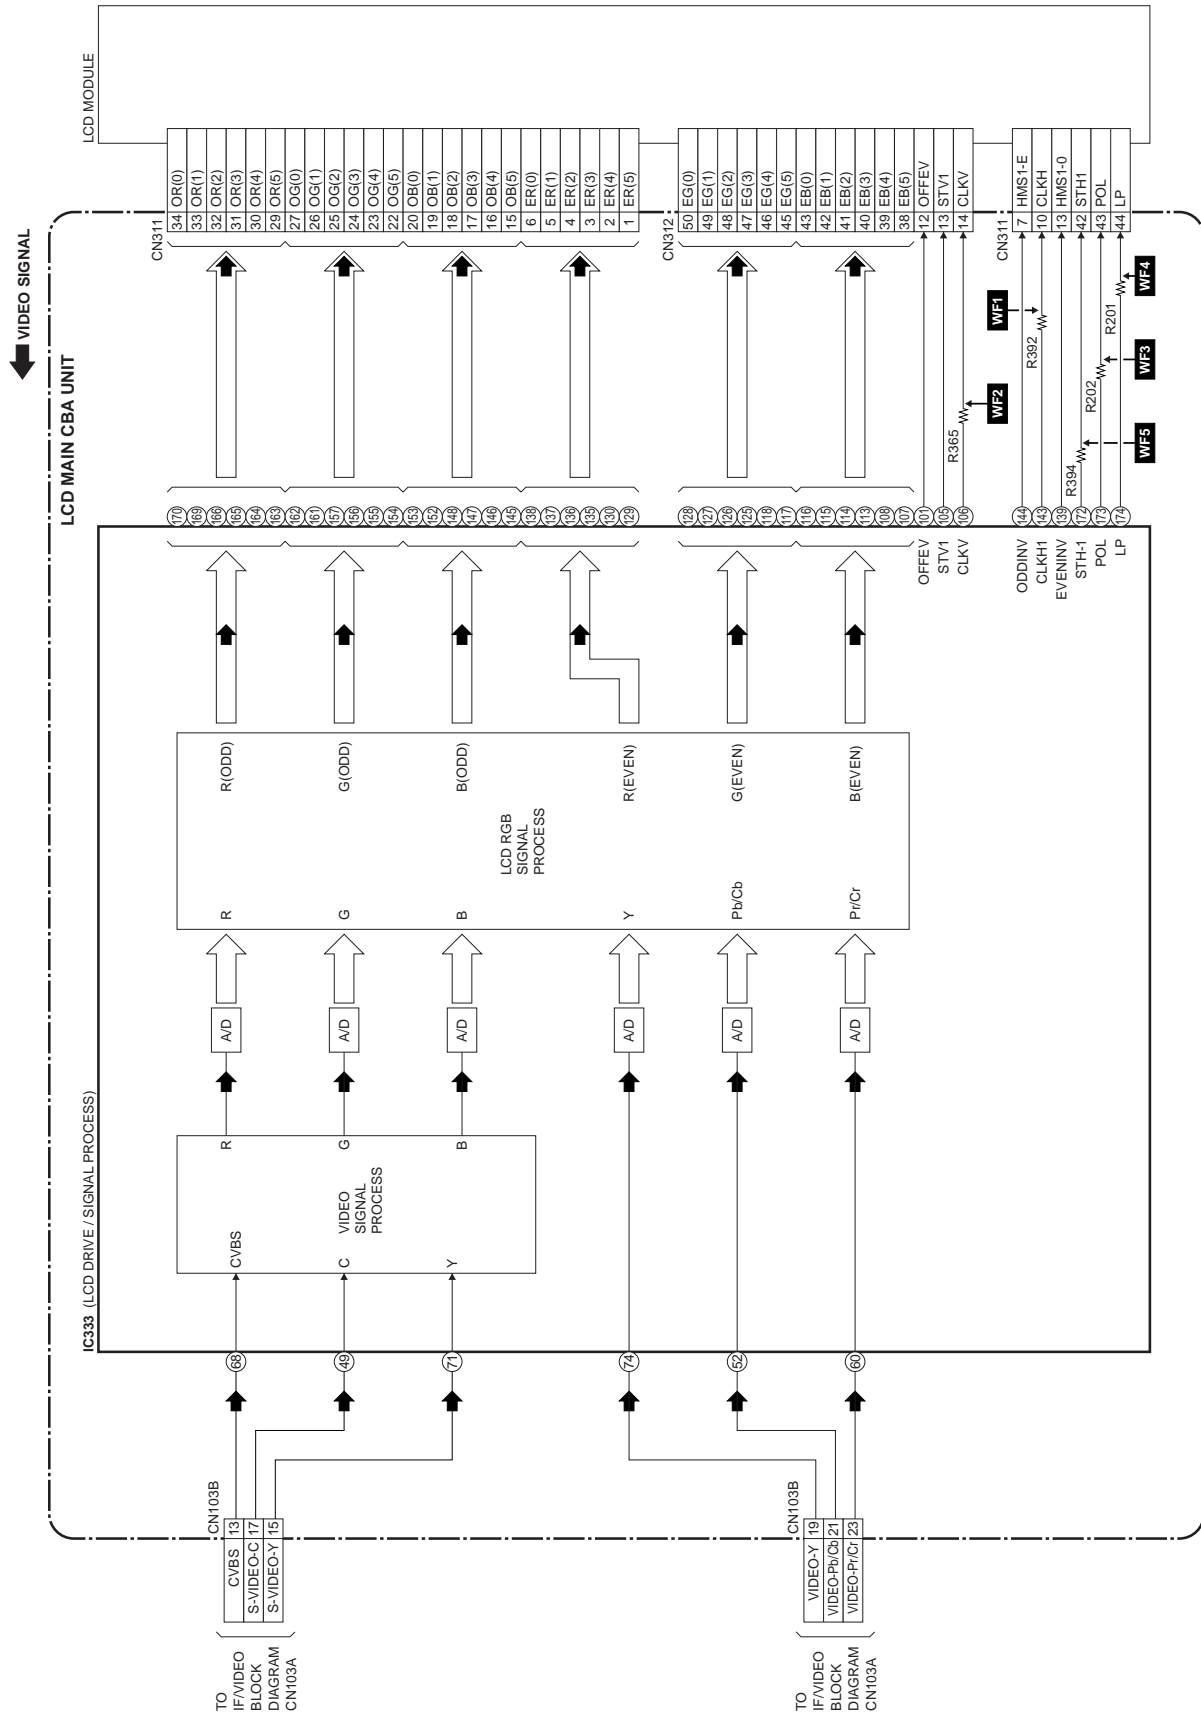 VIDEO SIGNAL
LCD MAIN CBA UNIT
LCD MODULE
IC333 (LCD DRIVE / SIGNAL PROCESS)
TO
IF/VIDEO
BLOCK
DIAGRAM
CN103A
CN103B
CVBS 13
S-VIDEO-C 17
S-VIDEO-Y 15
TO
IF/VIDEO
BLOCK
DIAGRAM
CN103A
CN103B
VIDEO-Y 19
VIDEO-Pb/Cb 21
VIDEO-Pr/Cr 23
68
49
71
74
52
60
CVBS
C
Y
VIDEO
SIGNAL
PROCESS
R
G
B
A/D
A/D
A/D
A/D
A/D
A/D
R
G
B
Y
Pb/Cb
Pr/Cr
LCD RGB
SIGNAL
PROCESS
R(ODD)
G(ODD)
B(ODD)
R(EVEN)
G(EVEN)
B(EVEN)
170
169
166
165
164
163
162
161
157
156
155
154
153
152
148
147
146
145
138
137
136
135
130
129
128
127
126
125
118
117
116
115
114
113
108
107
OFFEV 101
STV1 105
CLKV 106
ODDINV 144
CLKH1 143
EVENINV 139
STH-1 172
POL 173
LP 174
R365
WF2
R392
WF1
R394
WF5
R202
WF3
R201
WF4
CN311
34 OR(0)
33 OR(1)
32 OR(2)
31 OR(3)
30 OR(4)
29 OR(5)
27 OG(0)
26 OG(1)
25 OG(2)
24 OG(3)
23 OG(4)
22 OG(5)
20 OB(0)
19 OB(1)
18 OB(2)
17 OB(3)
16 OB(4)
15 OB(5)
6 ER(0)
5 ER(1)
4 ER(2)
3 ER(3)
2 ER(4)
1 ER(5)
CN312
50 EG(0)
49 EG(1)
48 EG(2)
47 EG(3)
46 EG(4)
45 EG(5)
43 EB(0)
42 EB(1)
41 EB(2)
40 EB(3)
39 EB(4)
38 EB(5)
12 OFFEV
13 STV1
14 CLKV
CN311
7 HMS1-E
10 CLKH
13 HMS1-0
42 STH1
43 POL
44 LP